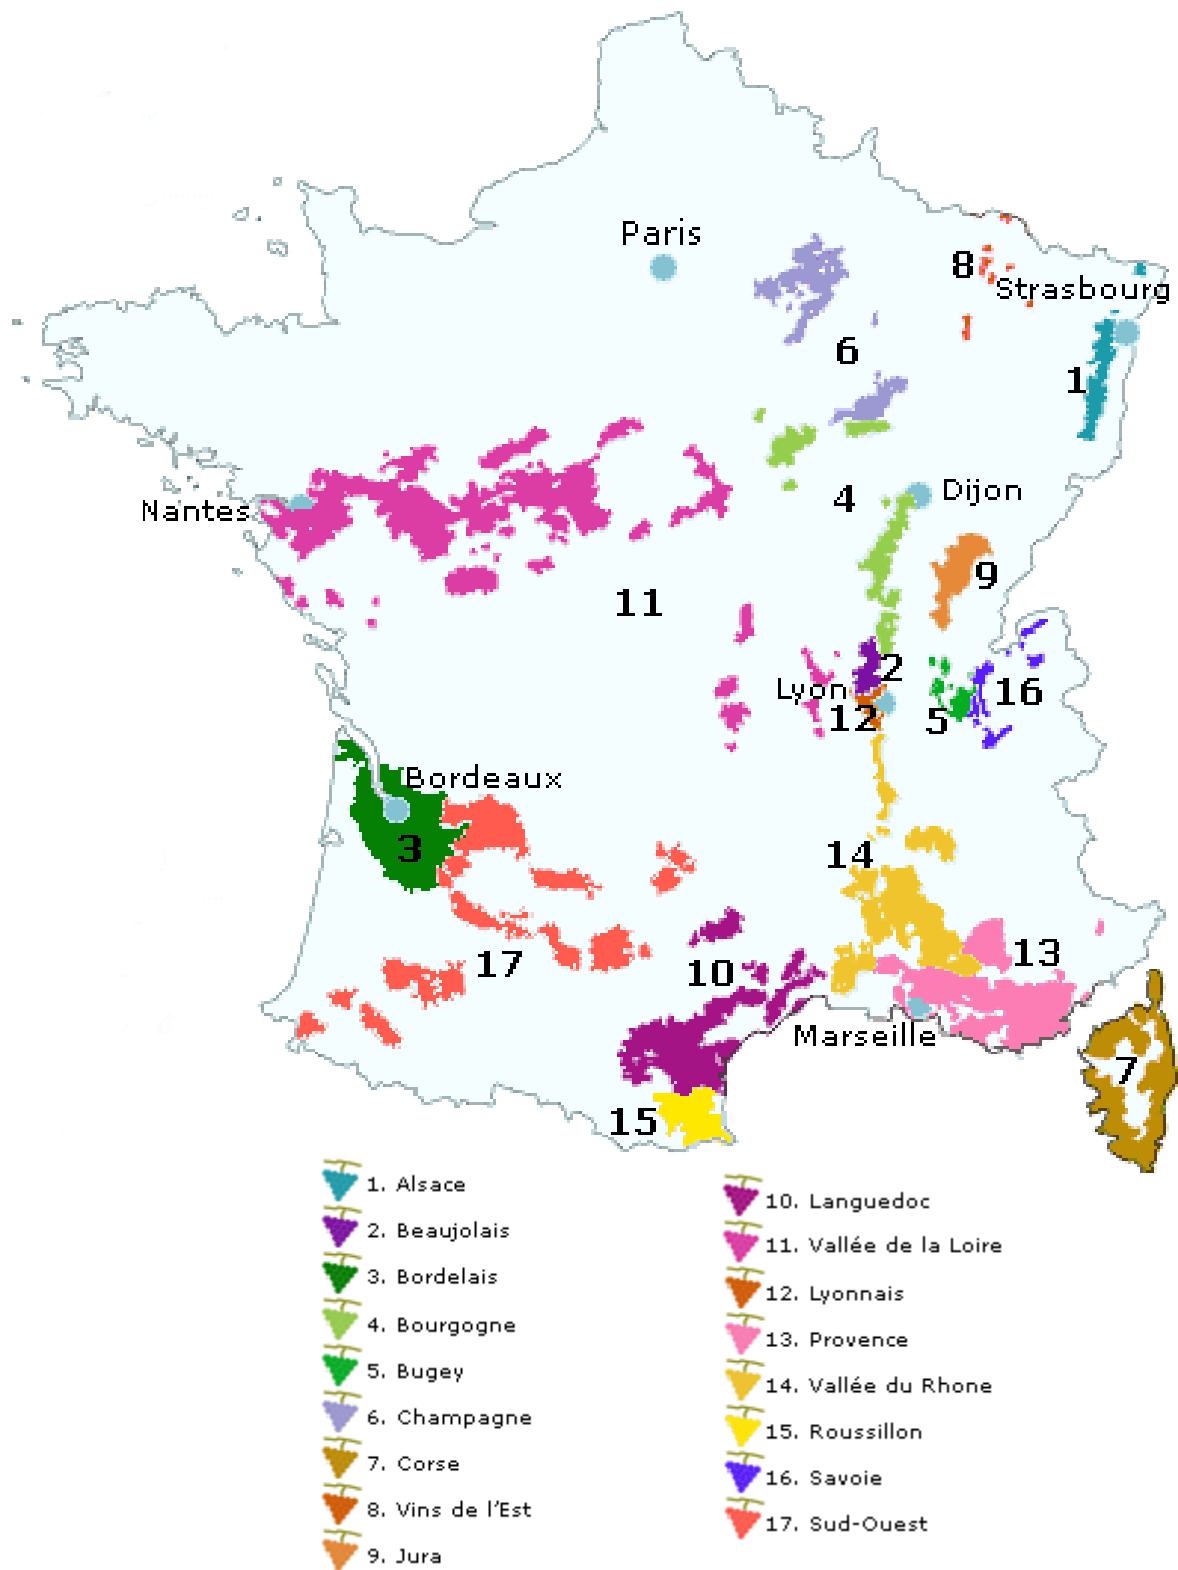 Paris
8
Strasbourg
6
1
4
Dijon
Nantes
9
11
2
Lyon
16
12
5
Bordeaux
3
14
13
17
10
Marseille
7
15
1. Alsace
2. Beaujolais
3. Bordelais
4. Bourgogne
5. Bugey
6. Champagne
7. Corse
8. Vins de l'Est
9. Jura
10. Languedoc
11. Vallée de la Loire
12. Lyonnais
13. Provence
14. Vallée du Rhone
15. Roussillon
16. Savoie
17. Sud-Ouest